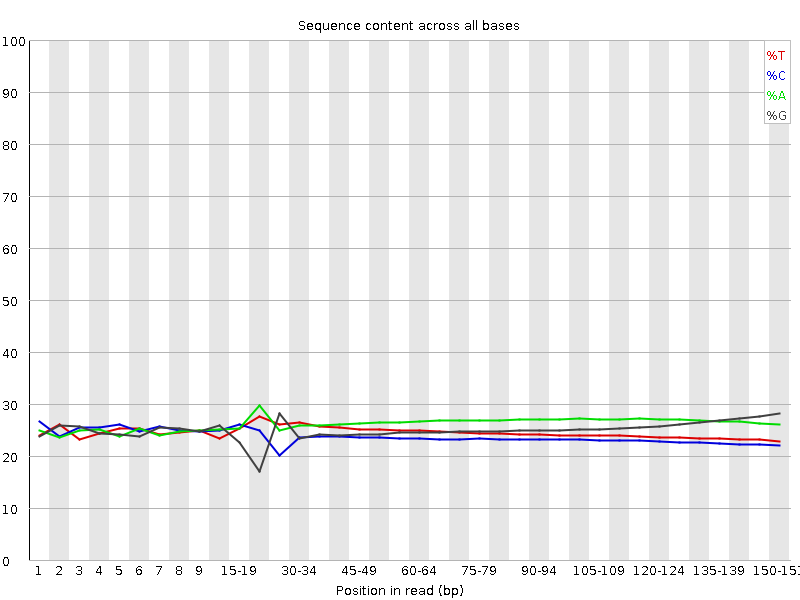 Sequence content across all bases
100
90
80
70
60
50
40
30
20
10
0
%T
%C
%A
%G
1 2 3 4 5 6 7 8 9 15-19 30-34 45-49 60-64 75-79 90-94 105-109 120-124 135-139 150-151
Position in read (bp)